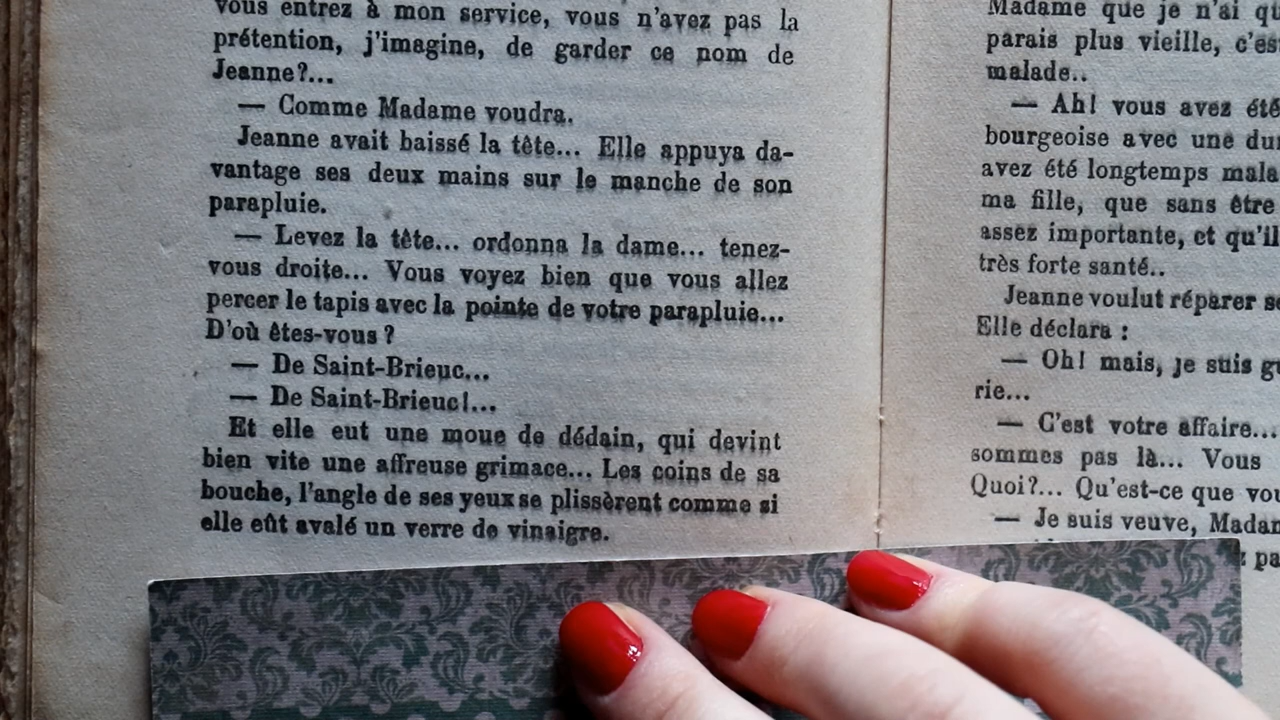 vous entrez à mon service, vous n'avez pas la
prétention, j'imagine, de garder ce nom de
Jeanne?...
— Comme Madame voudra.
Jeanne avait baissé la tête... Elle appuya da-
vantage ses deux mains sur le manche de son
parapluie.
— Levez la tête... ordonna la dame... tenez-
vous droite... Vous voyez bien que vous allez
percer le tapis avec la pointe de votre parapluie...
D'où êtes-vous ?
— De Saint-Brieuc...
— De Saint-Brieuc!...
Et elle eut une moue de dédain, qui devint
bien vite une affreuse grimace... Les coins de sa
bouche, l'angle de ses yeux se plissèrent comme si
elle eût avalé un verre de vinaigre.
Madame que je n'ai
parais plus vieille,
malade..
— Ah! vous avez été
bourgeoise avec une
avez été longtemps
ma fille, que sans être
assez importante, et qu'il
très forte santé..
Jeanne voulut réparer
Elle déclara :
— Oh! mais, je suis
rie...
— C'est votre affaire...
sommes pas là... Vous
Quoi?... Qu'est-ce que
— Je suis veuve,